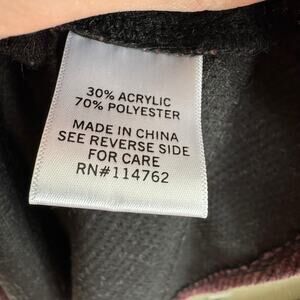 30% ACRYLIC
70% POLYESTER
MADE IN CHINA
SEE REVERSE SIDE
FOR CARE
RN#114762